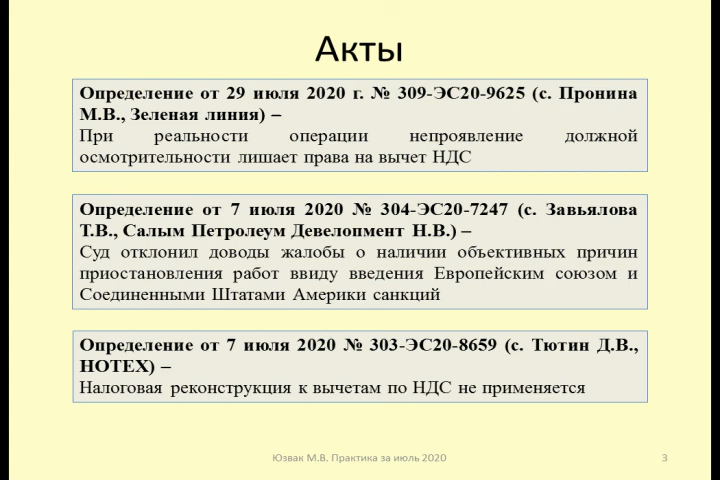 Акты
Определение от 29 июля 2020 г. № 309-ЭС20-9625 (с. Пронина
М.В., Зеленая линия) –
При реальности операции непроявление должной
осмотрительности лишает права на вычет НДС
Определение от 7 июля 2020 № 304-ЭС20-7247 (с. Завьялова
Т.В., Салым Петролеум Девелопмент Н.В.) –
Суд отклонил доводы жалобы о наличии объективных причин
приостановления работ ввиду введения Европейским союзом и
Соединенными Штатами Америки санкций
Определение от 7 июля 2020 № 303-ЭС20-8659 (с. Тютин Д.В.,
НОТЕХ) –
Налоговая реконструкция к вычетам по НДС не применяется
Юзвак М.В. Практика за июль 2020
3